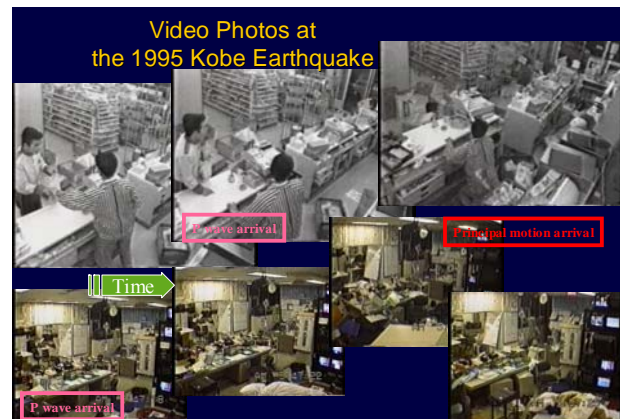 Video Photos at
the 1995 Kobe Earthquake
P wave arrival
Principal motion arrival
Time
P wave arrival